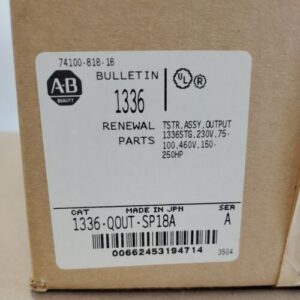 74100-818-18
AB
QUALITY
BULLETIN
1336
RENEWAL
PARTS
UL ®
TSTR,ASSY,OUTPUT
1336STG,230V,75-
100,460V,150-
250HP
CAT
MADE IN JPN
SER
1336-QOUT-SP18A
A
00662453194714
3504